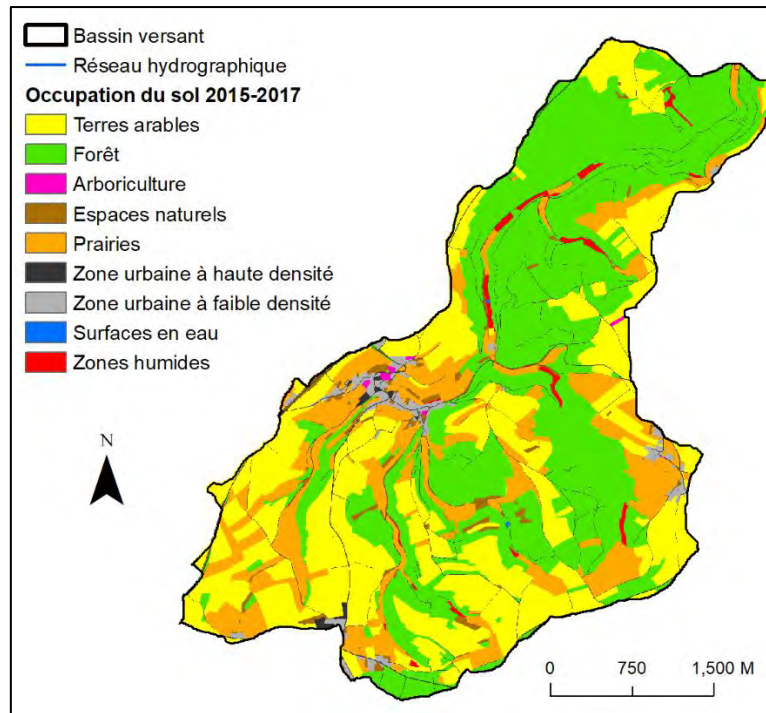 Bassin versant
Réseau hydrographique
Occupation du sol 2015-2017
Terres arables
Forêt
Arboriculture
Espaces naturels
Prairies
Zone urbaine à haute densité
Zone urbaine à faible densité
Surfaces en eau
Zones humides
N
0 750 1,500 M